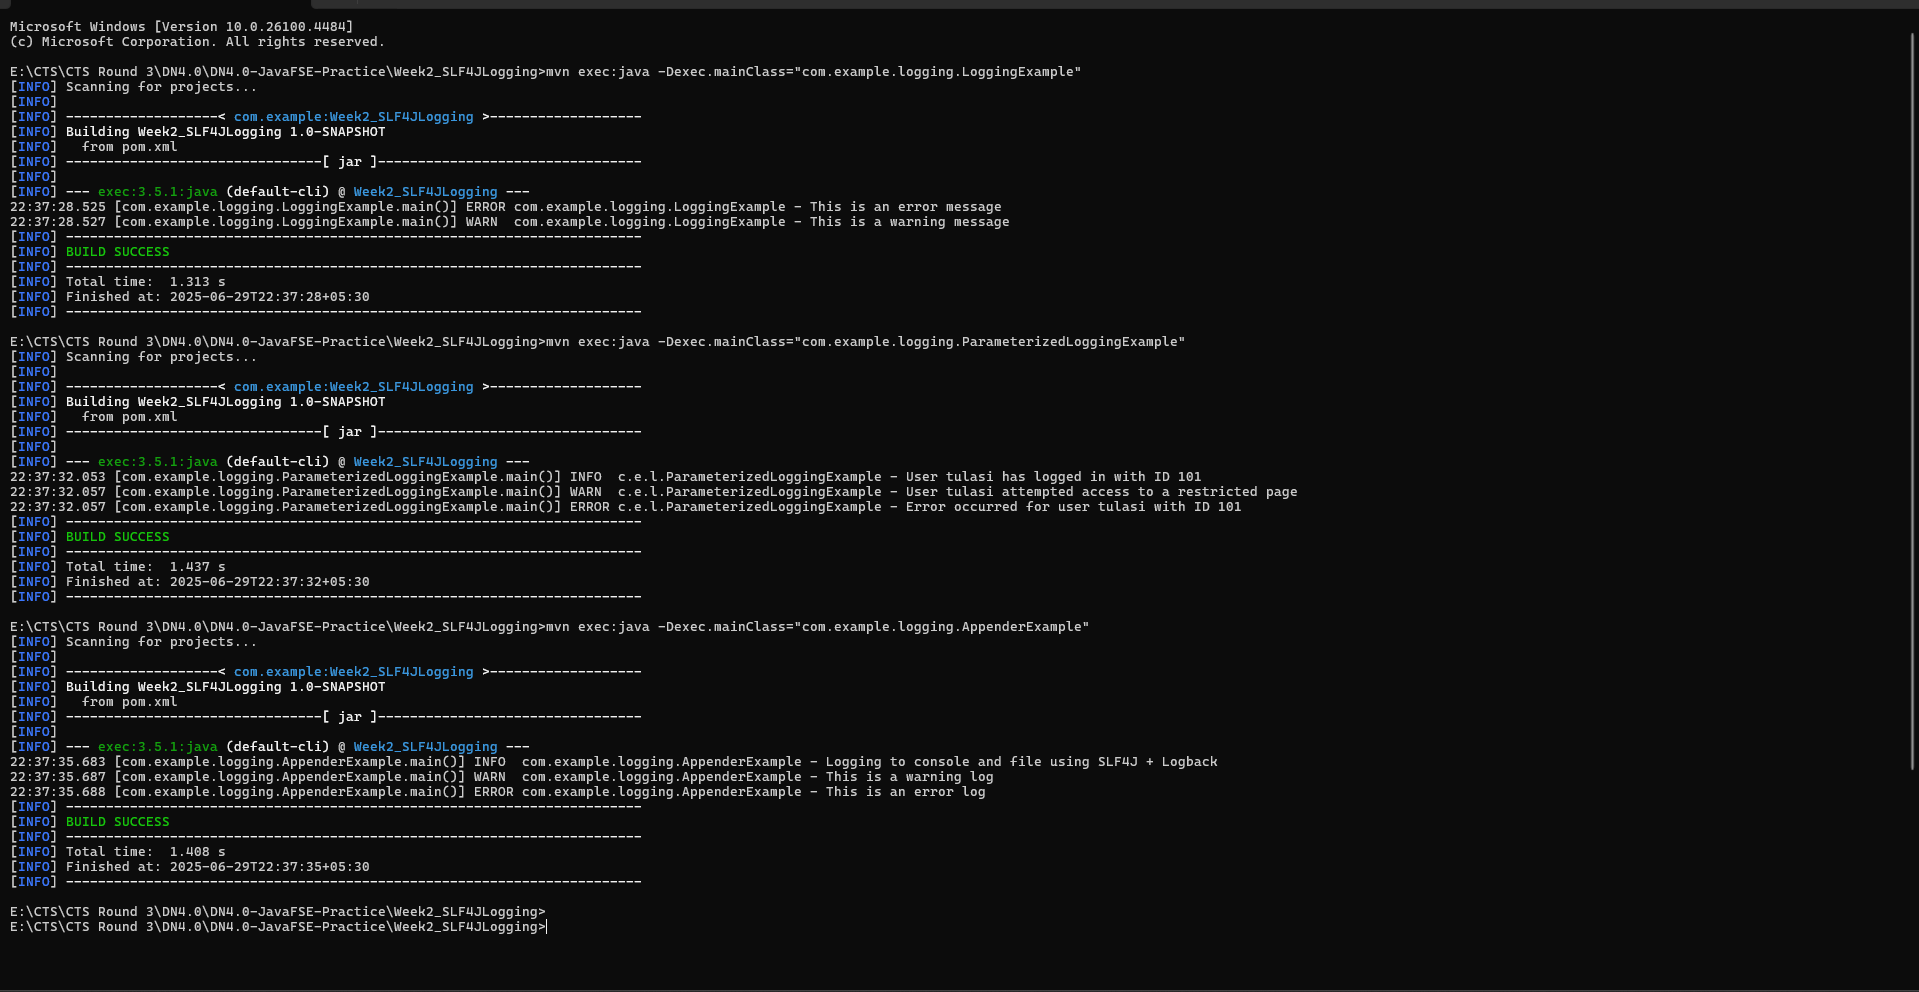 Microsoft Windows [Version 10.0.26100.4484]
(c) Microsoft Corporation. All rights reserved.
E:\CTS\CTS Round 3\DN4.0\DN4.0-JavaFSE-Practice\Week2_SLF4JLogging>mvn exec:java -Dexec.mainClass="com.example.logging.LoggingExample"
[INFO] Scanning for projects...
[INFO]
[INFO] -------------------< com.example:Week2_SLF4JLogging >-------------------
[INFO] Building Week2_SLF4JLogging 1.0-SNAPSHOT
[INFO]   from pom.xml
[INFO] --------------------------------[ jar ]---------------------------------
[INFO]
[INFO] --- exec:3.5.1:java (default-cli) @ Week2_SLF4JLogging ---
22:37:28.525 [com.example.logging.LoggingExample.main()] ERROR com.example.logging.LoggingExample - This is an error message
22:37:28.527 [com.example.logging.LoggingExample.main()] WARN  com.example.logging.LoggingExample - This is a warning message
[INFO] ------------------------------------------------------------------------
[INFO] BUILD SUCCESS
[INFO] ------------------------------------------------------------------------
[INFO] Total time:  1.313 s
[INFO] Finished at: 2025-06-29T22:37:28+05:30
[INFO] ------------------------------------------------------------------------
E:\CTS\CTS Round 3\DN4.0\DN4.0-JavaFSE-Practice\Week2_SLF4JLogging>mvn exec:java -Dexec.mainClass="com.example.logging.ParameterizedLoggingExample"
[INFO] Scanning for projects...
[INFO]
[INFO] -------------------< com.example:Week2_SLF4JLogging >-------------------
[INFO] Building Week2_SLF4JLogging 1.0-SNAPSHOT
[INFO]   from pom.xml
[INFO] --------------------------------[ jar ]---------------------------------
[INFO]
[INFO] --- exec:3.5.1:java (default-cli) @ Week2_SLF4JLogging ---
22:37:32.053 [com.example.logging.ParameterizedLoggingExample.main()] INFO  c.e.l.ParameterizedLoggingExample - User tulasi has logged in with ID 101
22:37:32.057 [com.example.logging.ParameterizedLoggingExample.main()] WARN  c.e.l.ParameterizedLoggingExample - User tulasi attempted access to a restricted page
22:37:32.057 [com.example.logging.ParameterizedLoggingExample.main()] ERROR c.e.l.ParameterizedLoggingExample - Error occurred for user tulasi with ID 101
[INFO] ------------------------------------------------------------------------
[INFO] BUILD SUCCESS
[INFO] ------------------------------------------------------------------------
[INFO] Total time:  1.437 s
[INFO] Finished at: 2025-06-29T22:37:32+05:30
[INFO] ------------------------------------------------------------------------
E:\CTS\CTS Round 3\DN4.0\DN4.0-JavaFSE-Practice\Week2_SLF4JLogging>mvn exec:java -Dexec.mainClass="com.example.logging.AppenderExample"
[INFO] Scanning for projects...
[INFO]
[INFO] -------------------< com.example:Week2_SLF4JLogging >-------------------
[INFO] Building Week2_SLF4JLogging 1.0-SNAPSHOT
[INFO]   from pom.xml
[INFO] --------------------------------[ jar ]---------------------------------
[INFO]
[INFO] --- exec:3.5.1:java (default-cli) @ Week2_SLF4JLogging ---
22:37:35.683 [com.example.logging.AppenderExample.main()] INFO  com.example.logging.AppenderExample - Logging to console and file using SLF4J + Logback
22:37:35.687 [com.example.logging.AppenderExample.main()] WARN  com.example.logging.AppenderExample - This is a warning log
22:37:35.688 [com.example.logging.AppenderExample.main()] ERROR com.example.logging.AppenderExample - This is an error log
[INFO] ------------------------------------------------------------------------
[INFO] BUILD SUCCESS
[INFO] ------------------------------------------------------------------------
[INFO] Total time:  1.408 s
[INFO] Finished at: 2025-06-29T22:37:35+05:30
[INFO] ------------------------------------------------------------------------
E:\CTS\CTS Round 3\DN4.0\DN4.0-JavaFSE-Practice\Week2_SLF4JLogging>
E:\CTS\CTS Round 3\DN4.0\DN4.0-JavaFSE-Practice\Week2_SLF4JLogging>